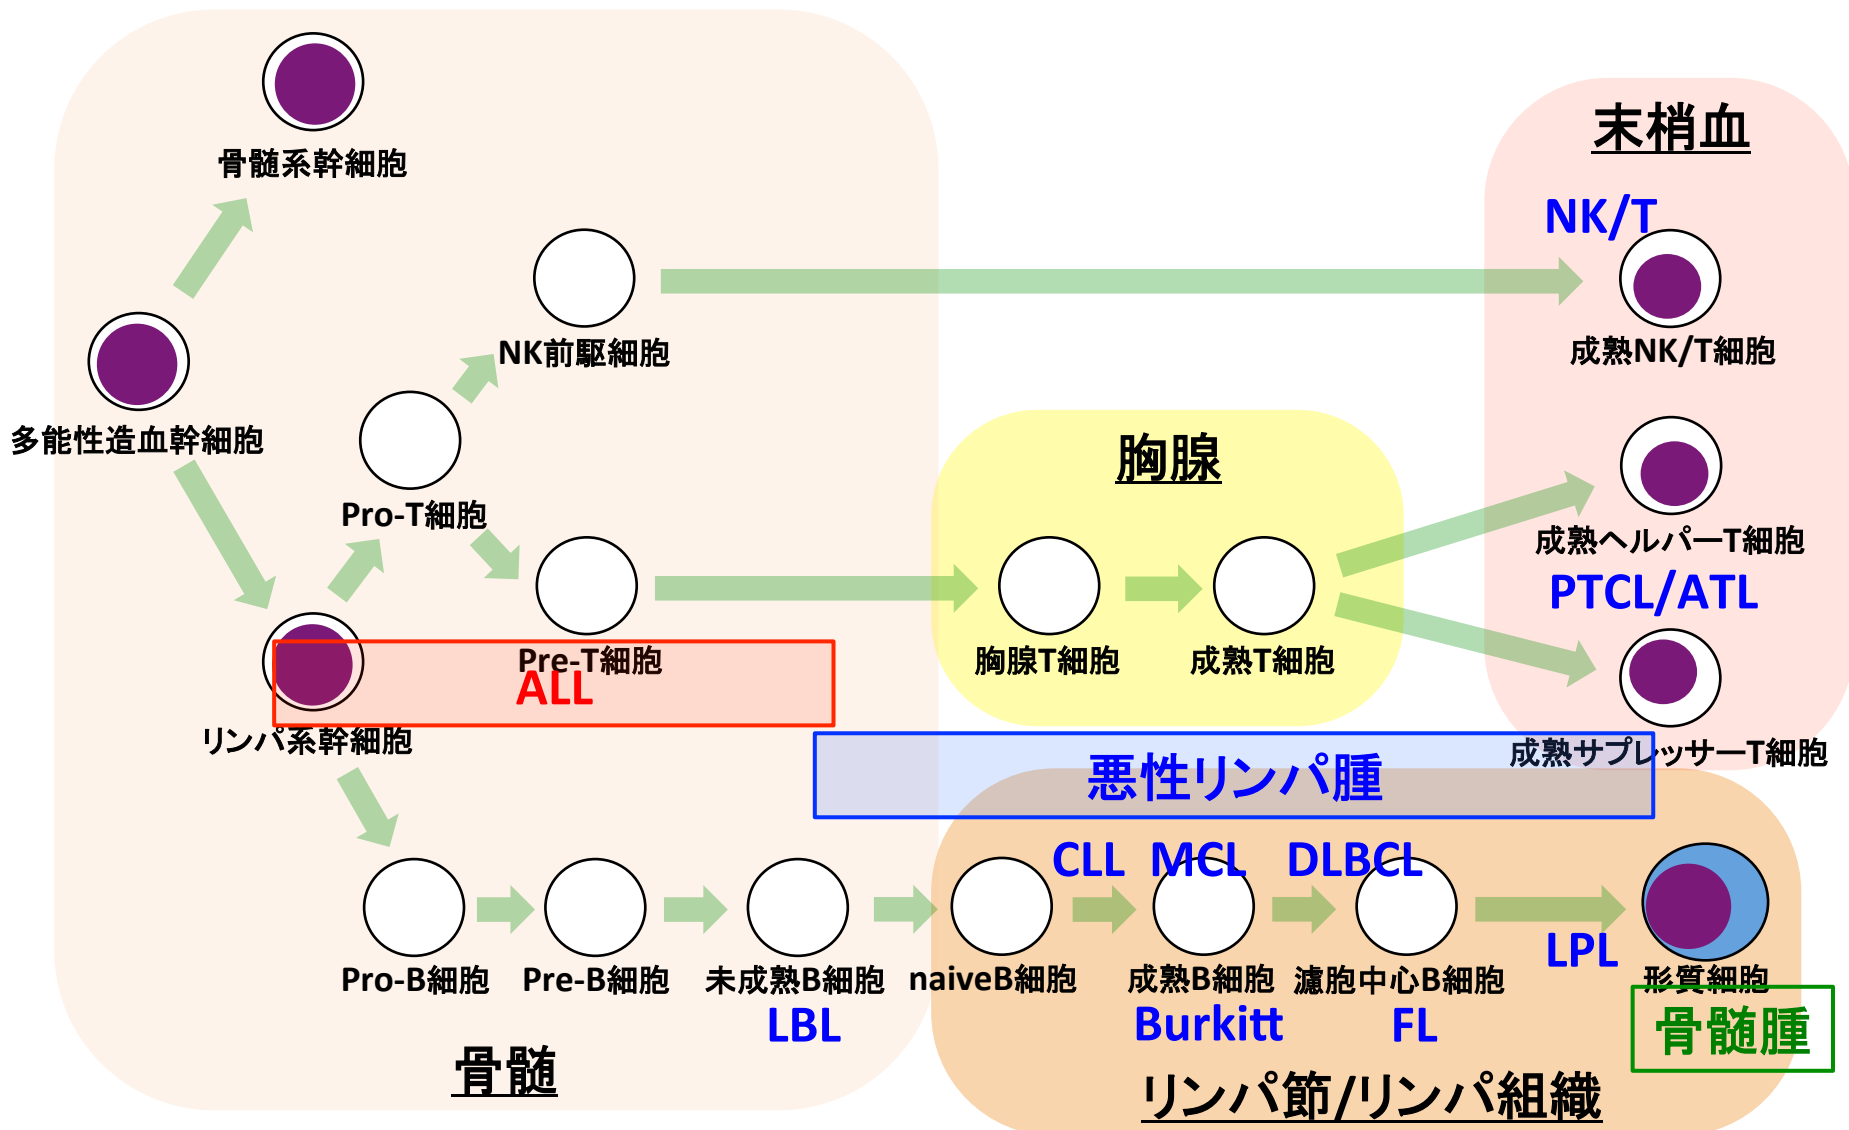 骨髄系幹細胞
末梢血
NK/T
NK前駆細胞
成熟NK/T細胞
多能性造血幹細胞
胸腺
Pro-T細胞
成熟ヘルパーT細胞
PTCL/ATL
Pre-T細胞
胸腺T細胞
成熟T細胞
ALL
リンパ系幹細胞
成熟サプレッサーT細胞
悪性リンパ腫
CLL
MCL
DLBCL
LPL
Pro-B細胞
Pre-B細胞
未成熟B細胞
naiveB細胞
成熟B細胞
濾胞中心B細胞
形質細胞
LBL
Burkitt
FL
骨髄腫
骨髄
リンパ節/リンパ組織